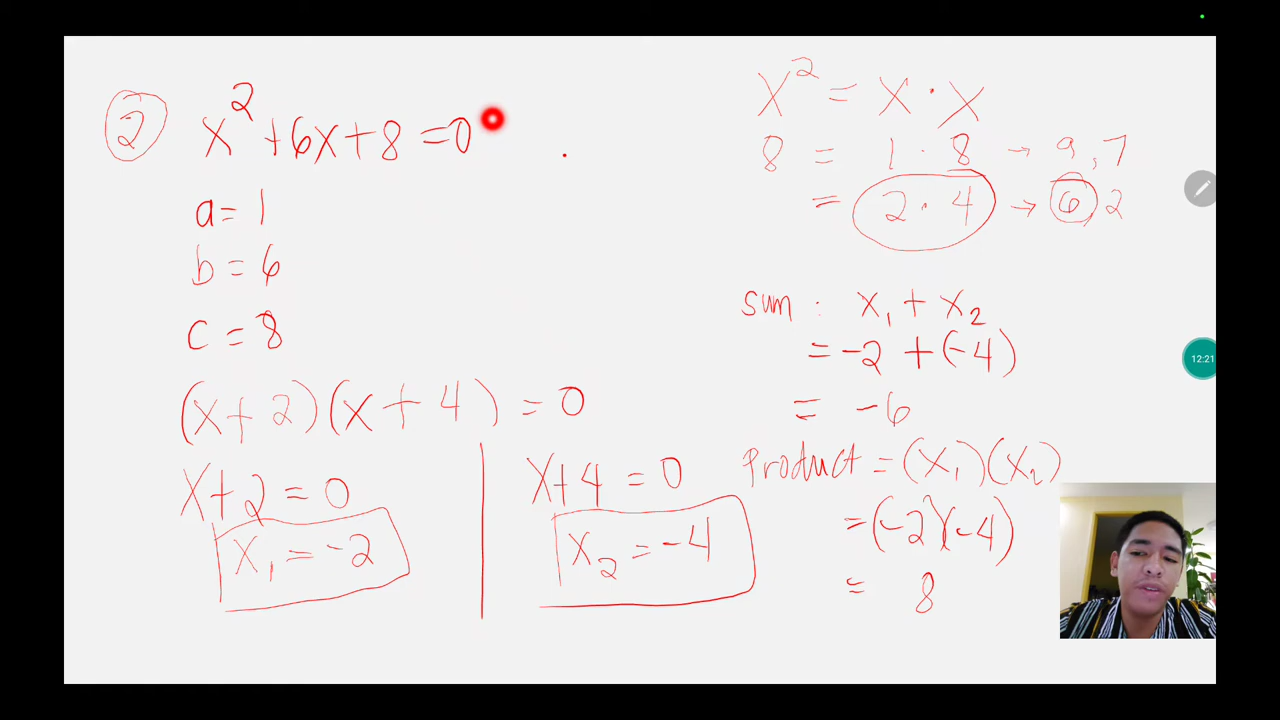 2
x² + 6x + 8 = 0
a = 1
b = 6
c = 8
(x + 2)(x + 4) = 0
x + 2 = 0
x₁ = -2
x + 4 = 0
x₂ = -4
x² = x · x
8 = 1 · 8 → 9, 7
= 2 · 4 → 6, 2
sum : x₁ + x₂
= -2 + (-4)
= -6
Product = (x₁)(x₂)
= (-2)(-4)
= 8
12:21